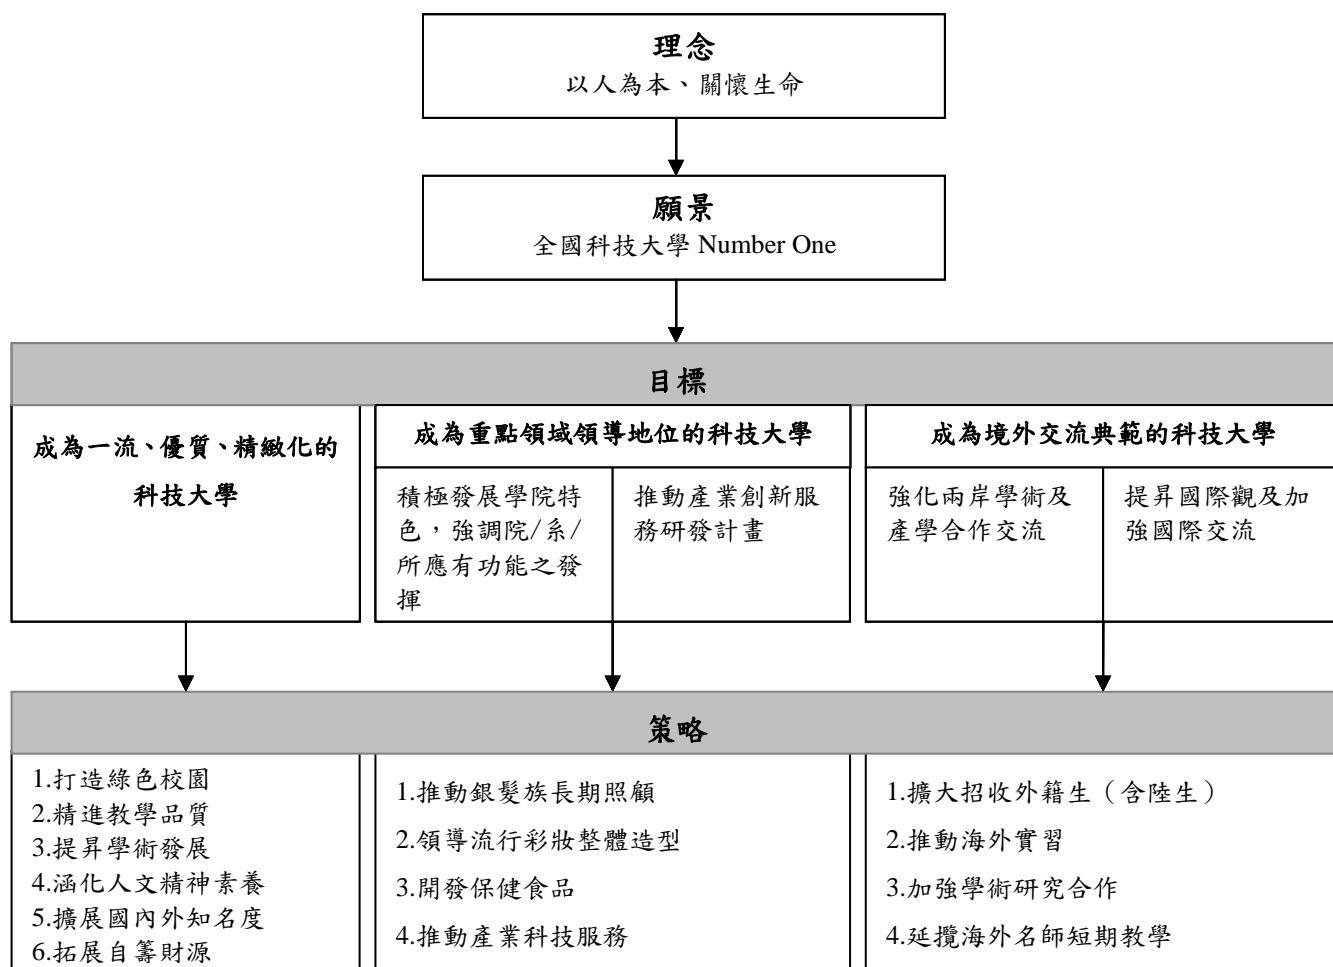 理念
以人為本、關懷生命
願景
全國科技大學 Number One
目標
成為一流、優質、精緻化的
科技大學
成為重點領域領導地位的科技大學
積極發展學院特
色，強調院/系/
所應有功能之發
揮
推動產業創新服
務研發計畫
成為境外交流典範的科技大學
強化兩岸學術及
產學合作交流
提昇國際觀及加
強國際交流
策略
1.打造綠色校園
2.精進教學品質
3.提昇學術發展
4.涵化人文精神素養
5.擴展國內外知名度
6.拓展自籌財源
1.推動銀髮族長期照顧
2.領導流行彩妝整體造型
3.開發保健食品
4.推動產業科技服務
1.擴大招收外籍生（含陸生）
2.推動海外實習
3.加強學術研究合作
4.延攬海外名師短期教學